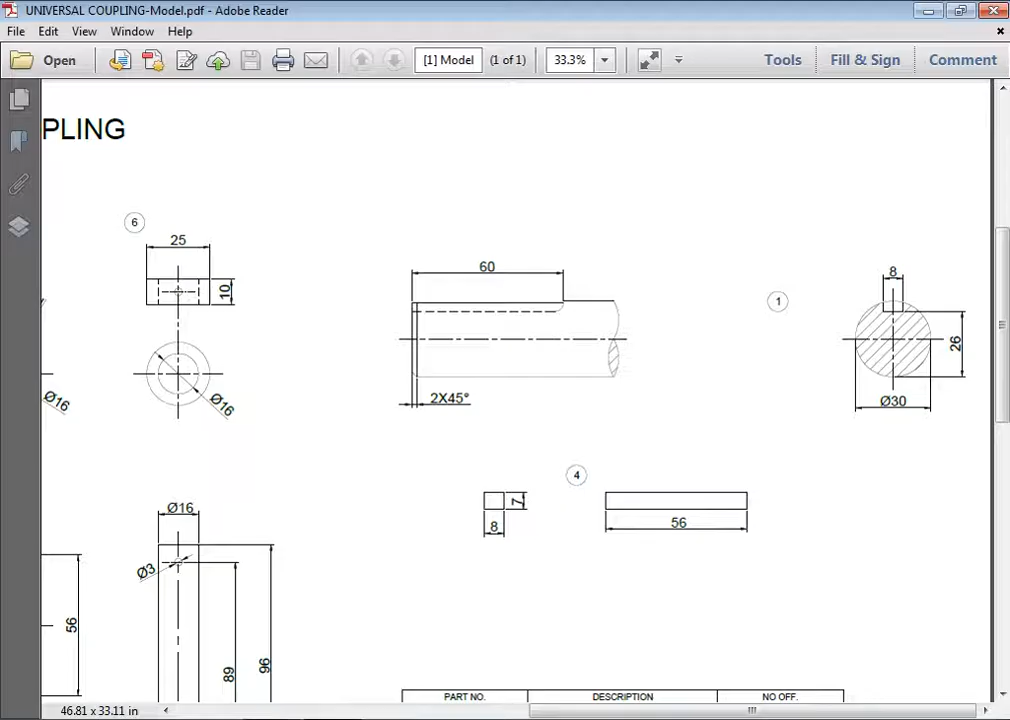 UNIVERSAL COUPLING-Model.pdf - Adobe Reader
File Edit View Window Help
Open [1] Model (1 of 1) 33.3% Tools Fill & Sign Comment
PLING
6
25
10
Ø16
Ø16
60
2X45°
1
8
26
Ø30
4
7
8
56
Ø16
Ø3
56
89
96
PART NO. DESCRIPTION NO OFF.
46.81 x 33.11 in